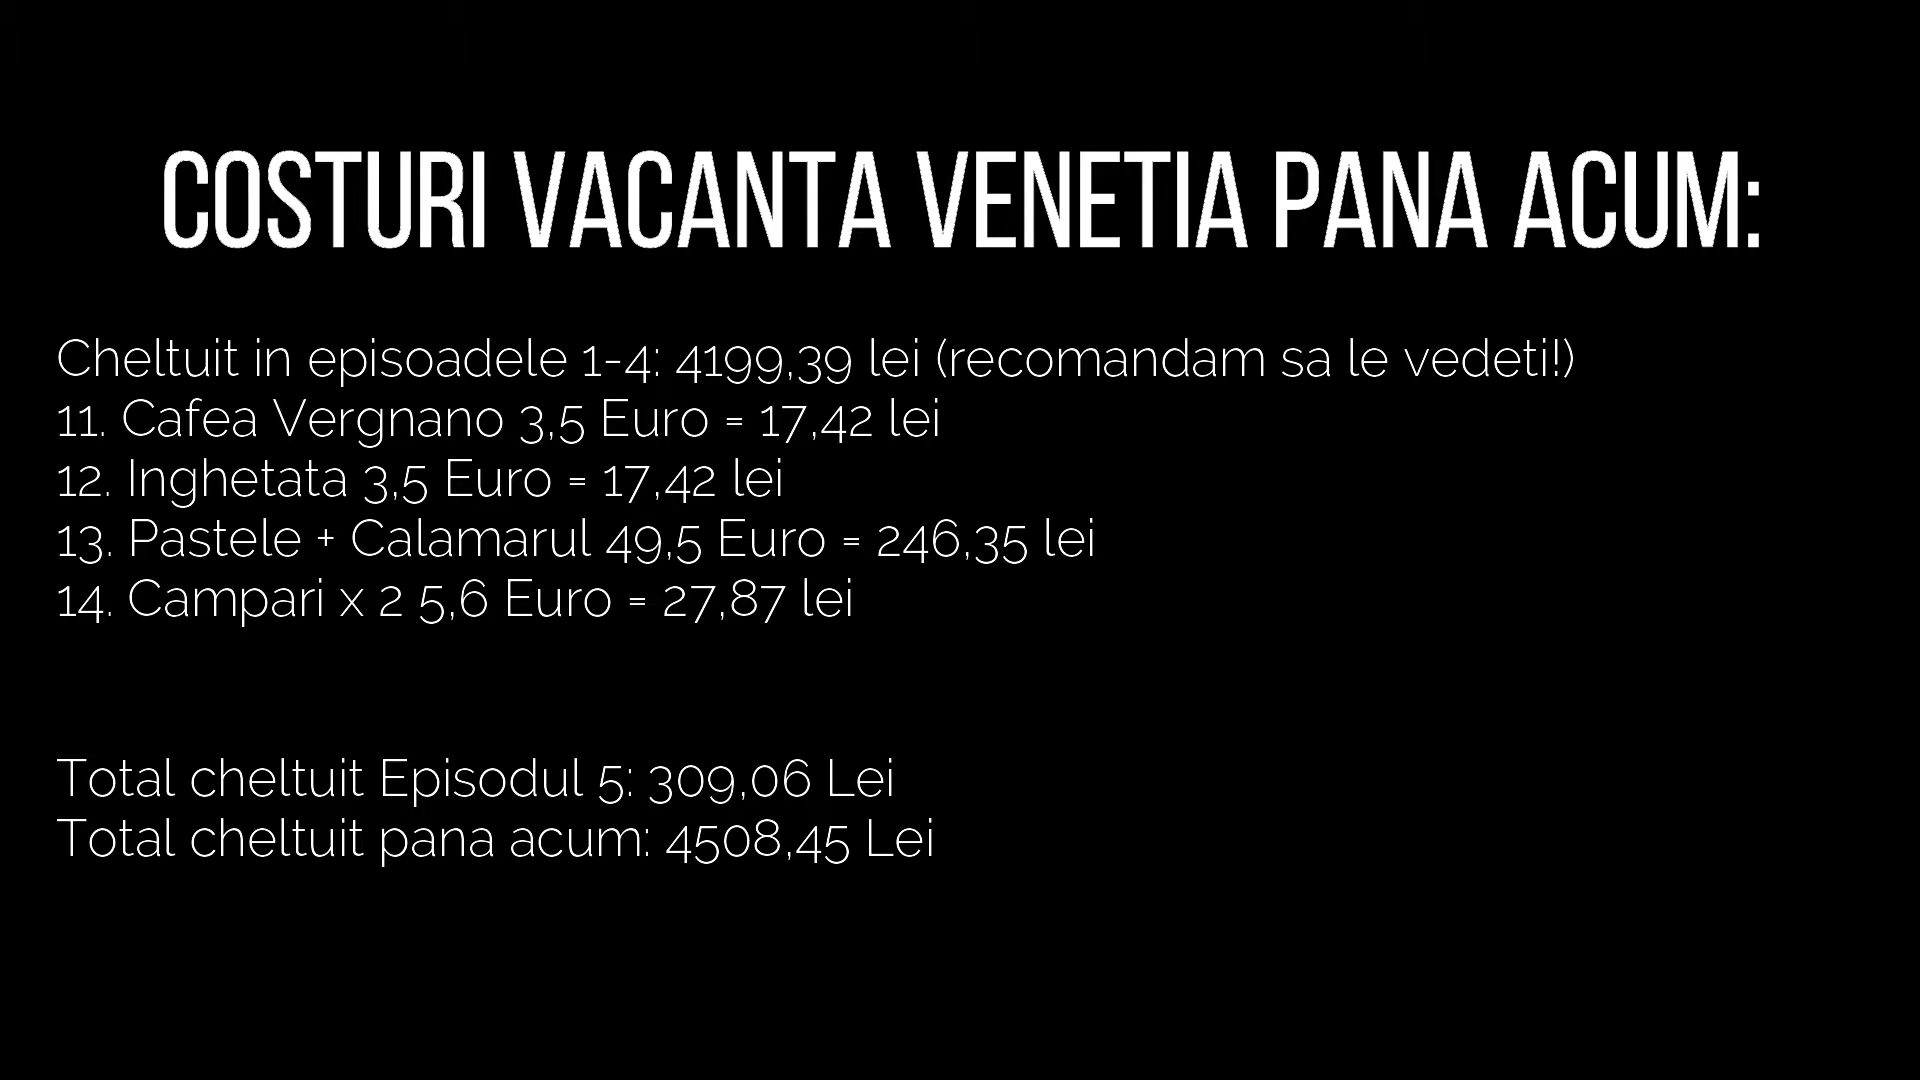 COSTURI VACANTA VENETIA PANA ACUM:
Cheltuit in episoadele 1-4: 4199,39 lei (recomandam sa le vedeti!)
11. Cafea Vergnano 3,5 Euro = 17,42 lei
12. Inghetata 3,5 Euro = 17,42 lei
13. Pastele + Calamarul 49,5 Euro = 246,35 lei
14. Campari x 2 5,6 Euro = 27,87 lei
Total cheltuit Episodul 5: 309,06 Lei
Total cheltuit pana acum: 4508,45 Lei